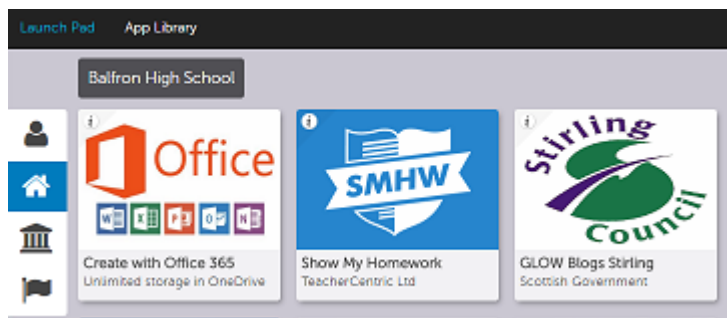 Launch Pad App Library
Balfron High School
Office
W X P O N
SMHW
Stirling
Council
Create with Office 365
Unlimited storage in OneDrive
Show My Homework
TeacherCentric Ltd
GLOW Blogs Stirling
Scottish Government